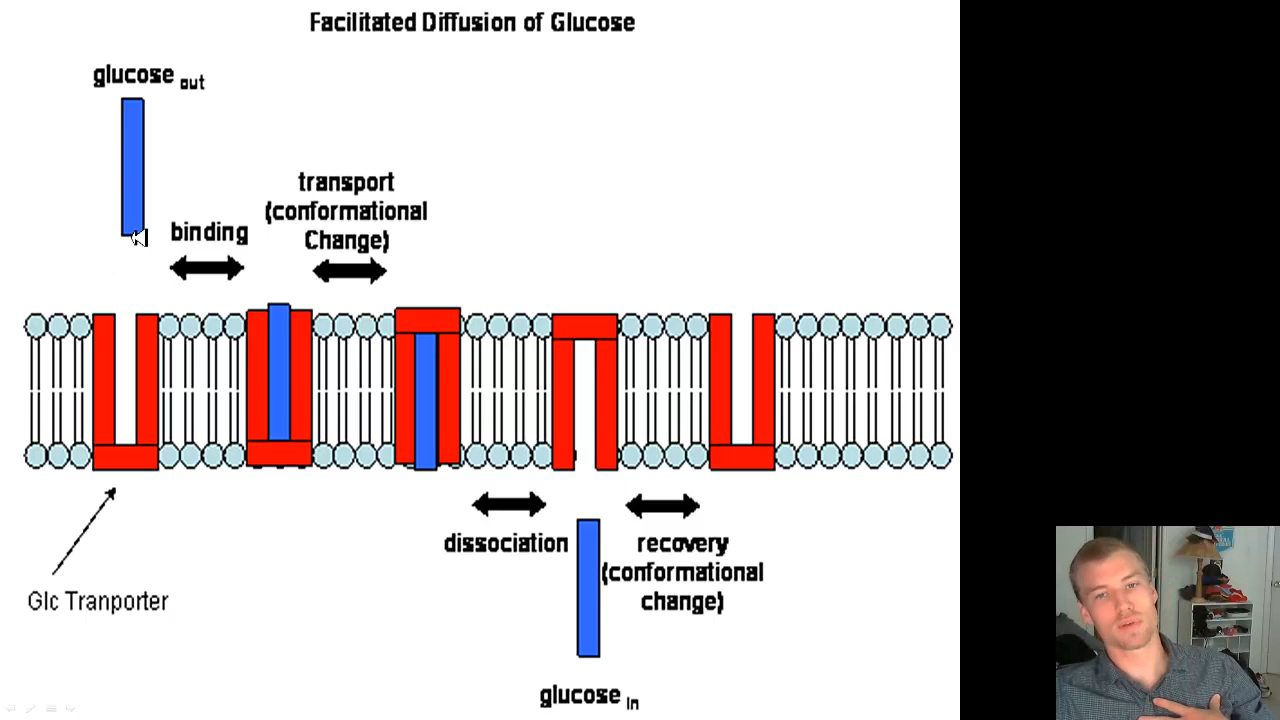 Facilitated Diffusion of Glucose
glucose out
transport
(conformational
Change)
binding
dissociation
recovery
(conformational
change)
Glc Tranporter
glucose in